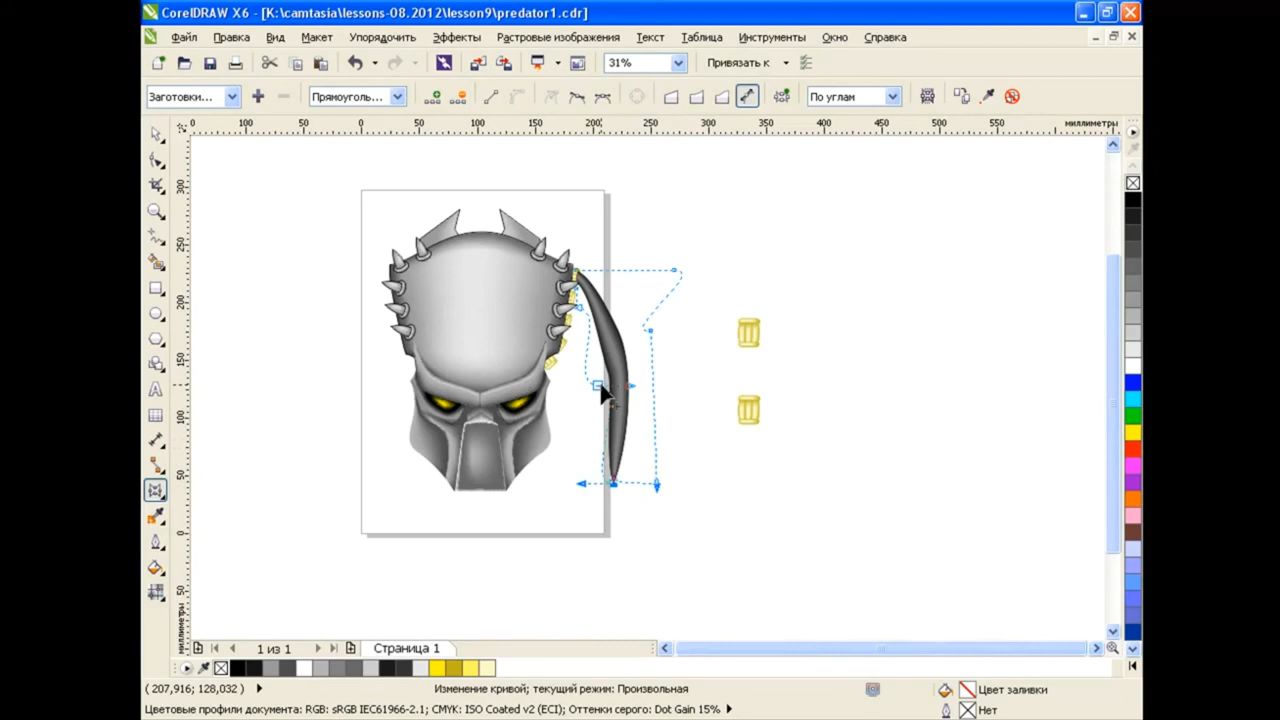 CorelDRAW X6 - [K:\camtasia\lessons-08.2012\lesson9\predator1.cdr]
Файл Правка Вид Макет Упорядочить Эффекты Растровые изображения Текст Таблица Инструменты Окно Справка
31% Привязать к
Заготовки... Прямоуголь... По углам
100 50 0 50 100 150 200 250 300 350 400 450 500 550 миллиметры
300
250
200
150
100
50
0
50
миллиметры
1 из 1 Страница 1
( 207,916; 128,032 ) Изменение кривой; текущий режим: Произвольная Цвет заливки
Цветовые профили документа: RGB: sRGB IEC61966-2.1; CMYK: ISO Coated v2 (ECI); Оттенки серого: Dot Gain 15% Нет